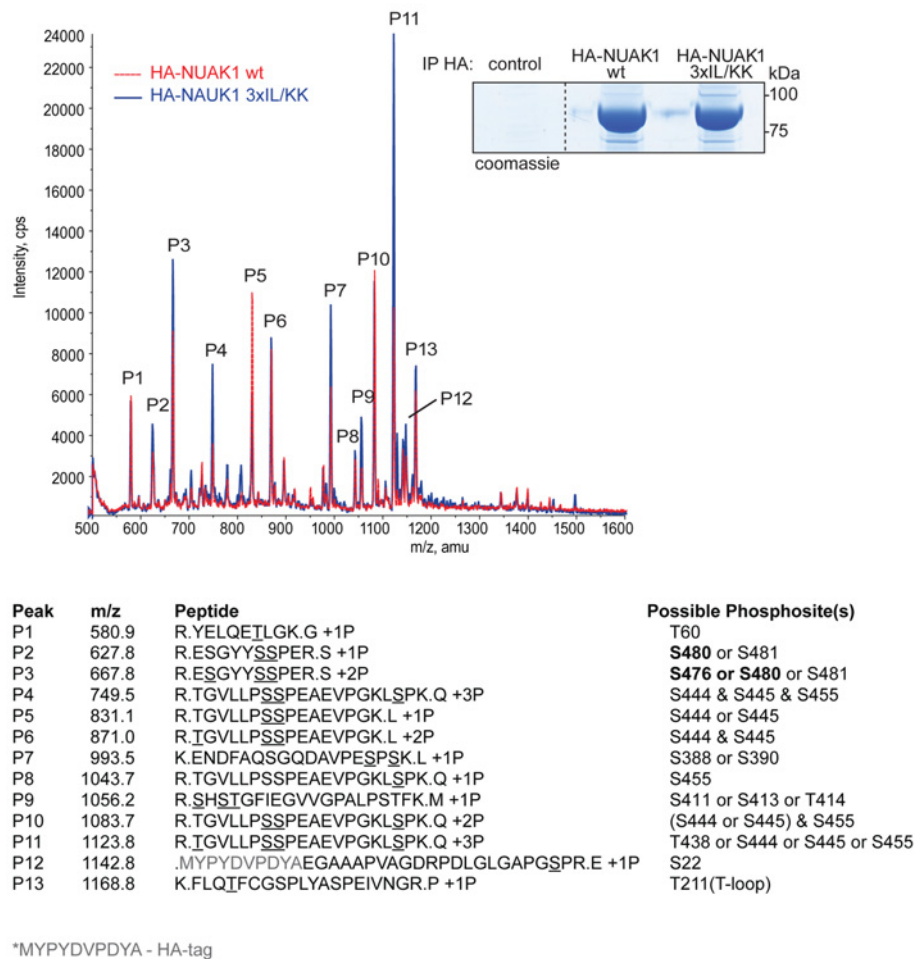 24000
22000
20000
18000
16000
14000
12000
10000
8000
6000
4000
2000
Intensity, cps
HA-NUAK1 wt
HA-NAUK1 3xIL/KK
P1
P2
P3
P4
P5
P6
P7
P8
P9
P10
P11
P12
P13
500 600 700 800 900 1000 1100 1200 1300 1400 1500 1600
m/z, amu
IP HA: control HA-NUAK1 wt HA-NUAK1 3xIL/KK kDa
-100
-75
coomassie
Peak m/z Peptide Possible Phosphosite(s)
P1 580.9 R.YELQETLGK.G +1P T60
P2 627.8 R.ESGYYSSPER.S +1P S480 or S481
P3 667.8 R.ESGYYSSPER.S +2P S476 or S480 or S481
P4 749.5 R.TGVLLPSSPEAEVPGKLSPK.Q +3P S444 & S445 & S455
P5 831.1 R.TGVLLPSSPEAEVPGK.L +1P S444 or S445
P6 871.0 R.TGVLLPSSPEAEVPGK.L +2P S444 & S445
P7 993.5 K.ENDFAQSGQDAVPESPSK.L +1P S388 or S390
P8 1043.7 R.TGVLLPSSPEAEVPGKLSPK.Q +1P S455
P9 1056.2 R.SHSTGFIEGVVGPALPSTFK.M +1P S411 or S413 or T414
P10 1083.7 R.TGVLLPSSPEAEVPGKLSPK.Q +2P (S444 or S445) & S455
P11 1123.8 R.TGVLLPSSPEAEVPGKLSPK.Q +3P T438 or S444 or S445 or S455
P12 1142.8 .MYPYDVPDYAEGAAAPVAGDRPDLGLGAPGSPR.E +1P S22
P13 1168.8 K.FLQTFCGSPLYASPEIVNGR.P +1P T211(T-loop)
*MYPYDVPDYA - HA-tag